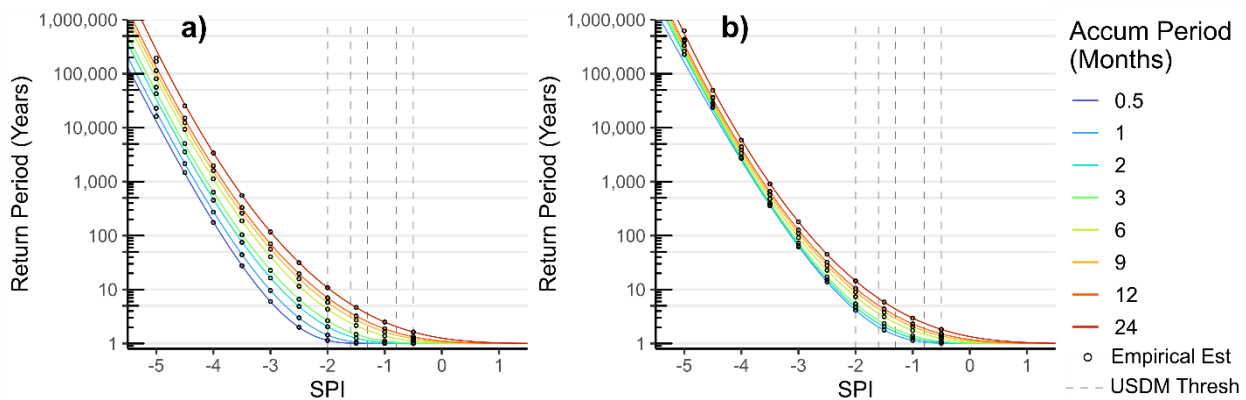 a)
Return Period (Years)
1,000,000
100,000
10,000
1,000
100
10
1
-5 -4 -3 -2 -1 0 1
SPI
b)
Return Period (Years)
1,000,000
100,000
10,000
1,000
100
10
1
-5 -4 -3 -2 -1 0 1
SPI
Accum Period
(Months)
0.5
1
2
3
6
9
12
24
Empirical Est
USDM Thresh